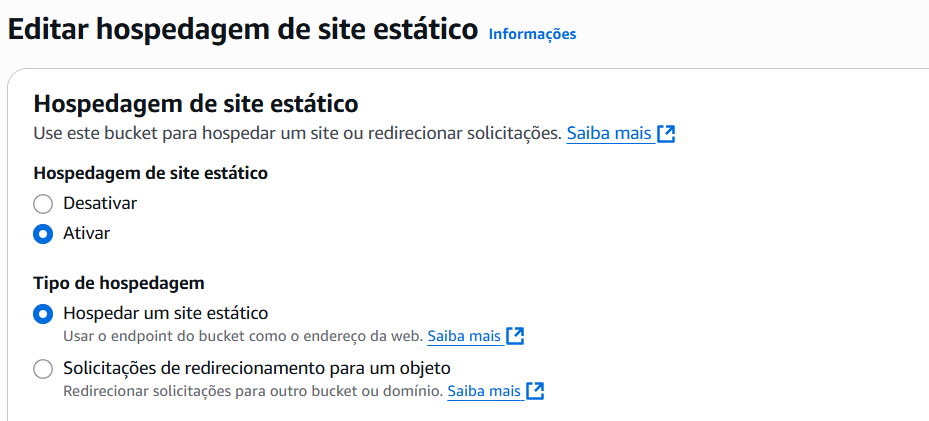 Editar hospedagem de site estático Informações
Hospedagem de site estático
Use este bucket para hospedar um site ou redirecionar solicitações. Saiba mais
Hospedagem de site estático
Desativar
Ativar
Tipo de hospedagem
Hospedar um site estático
Usar o endpoint do bucket como o endereço da web. Saiba mais
Solicitações de redirecionamento para um objeto
Redirecionar solicitações para outro bucket ou domínio. Saiba mais